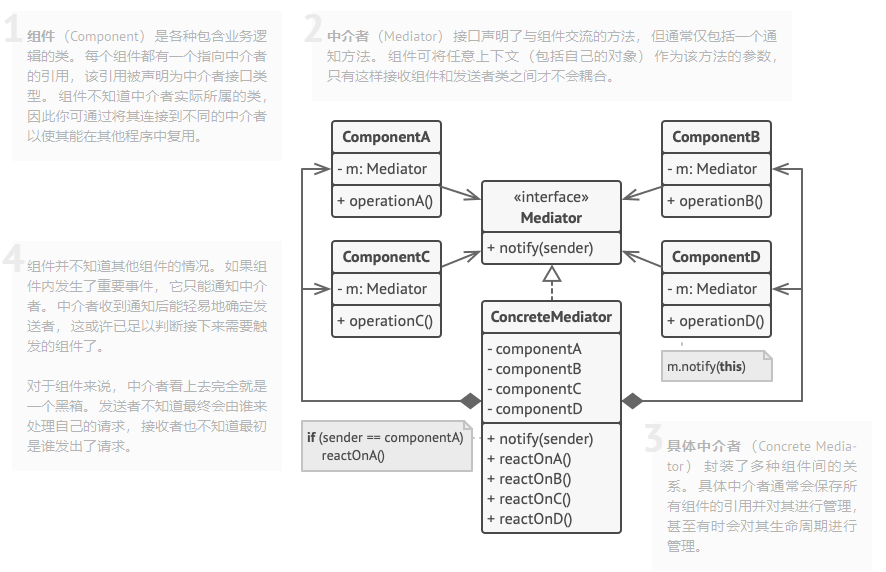 1
组件 （Component） 是各种包含业务逻
辑的类。 每个组件都有一个指向中介者
的引用， 该引用被声明为中介者接口类
型。 组件不知道中介者实际所属的类，
因此你可通过将其连接到不同的中介者
以使其能在其他程序中复用。
2
中介者 （Mediator） 接口声明了与组件交流的方法， 但通常仅包括一个通
知方法。 组件可将任意上下文 （包括自己的对象） 作为该方法的参数，
只有这样接收组件和发送者类之间才不会耦合。
ComponentA
- m: Mediator
+ operationA()
ComponentB
- m: Mediator
+ operationB()
«interface»
Mediator
+ notify(sender)
ComponentC
- m: Mediator
+ operationC()
ComponentD
- m: Mediator
+ operationD()
m.notify(this)
4
组件并不知道其他组件的情况。 如果组
件内发生了重要事件， 它只能通知中介
者。 中介者收到通知后能轻易地确定发
送者， 这或许已足以判断接下来需要触
发的组件了。
对于组件来说， 中介者看上去完全就是
一个黑箱。 发送者不知道最终会由谁来
处理自己的请求， 接收者也不知道最初
是谁发出了请求。
ConcreteMediator
- componentA
- componentB
- componentC
- componentD
+ notify(sender)
+ reactOnA()
+ reactOnB()
+ reactOnC()
+ reactOnD()
if (sender == componentA)
reactOnA()
3
具体中介者 （Concrete Media-
tor） 封装了多种组件间的关
系。 具体中介者通常会保存所
有组件的引用并对其进行管理，
甚至有时会对其生命周期进行
管理。